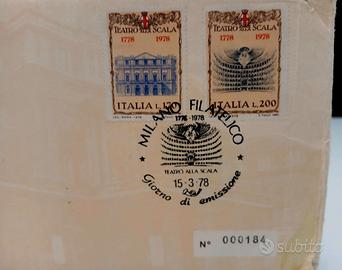 TEATRO ALLA SCALA
1778 1978
ITALIA L.
TEATRO ALLA SCALA
1778 1978
ITALIA L.200
MILANO FILATELICO
1778-1978
TEATRO ALLA SCALA
15-3-78
Giorno di emissione
N° 000184
subito